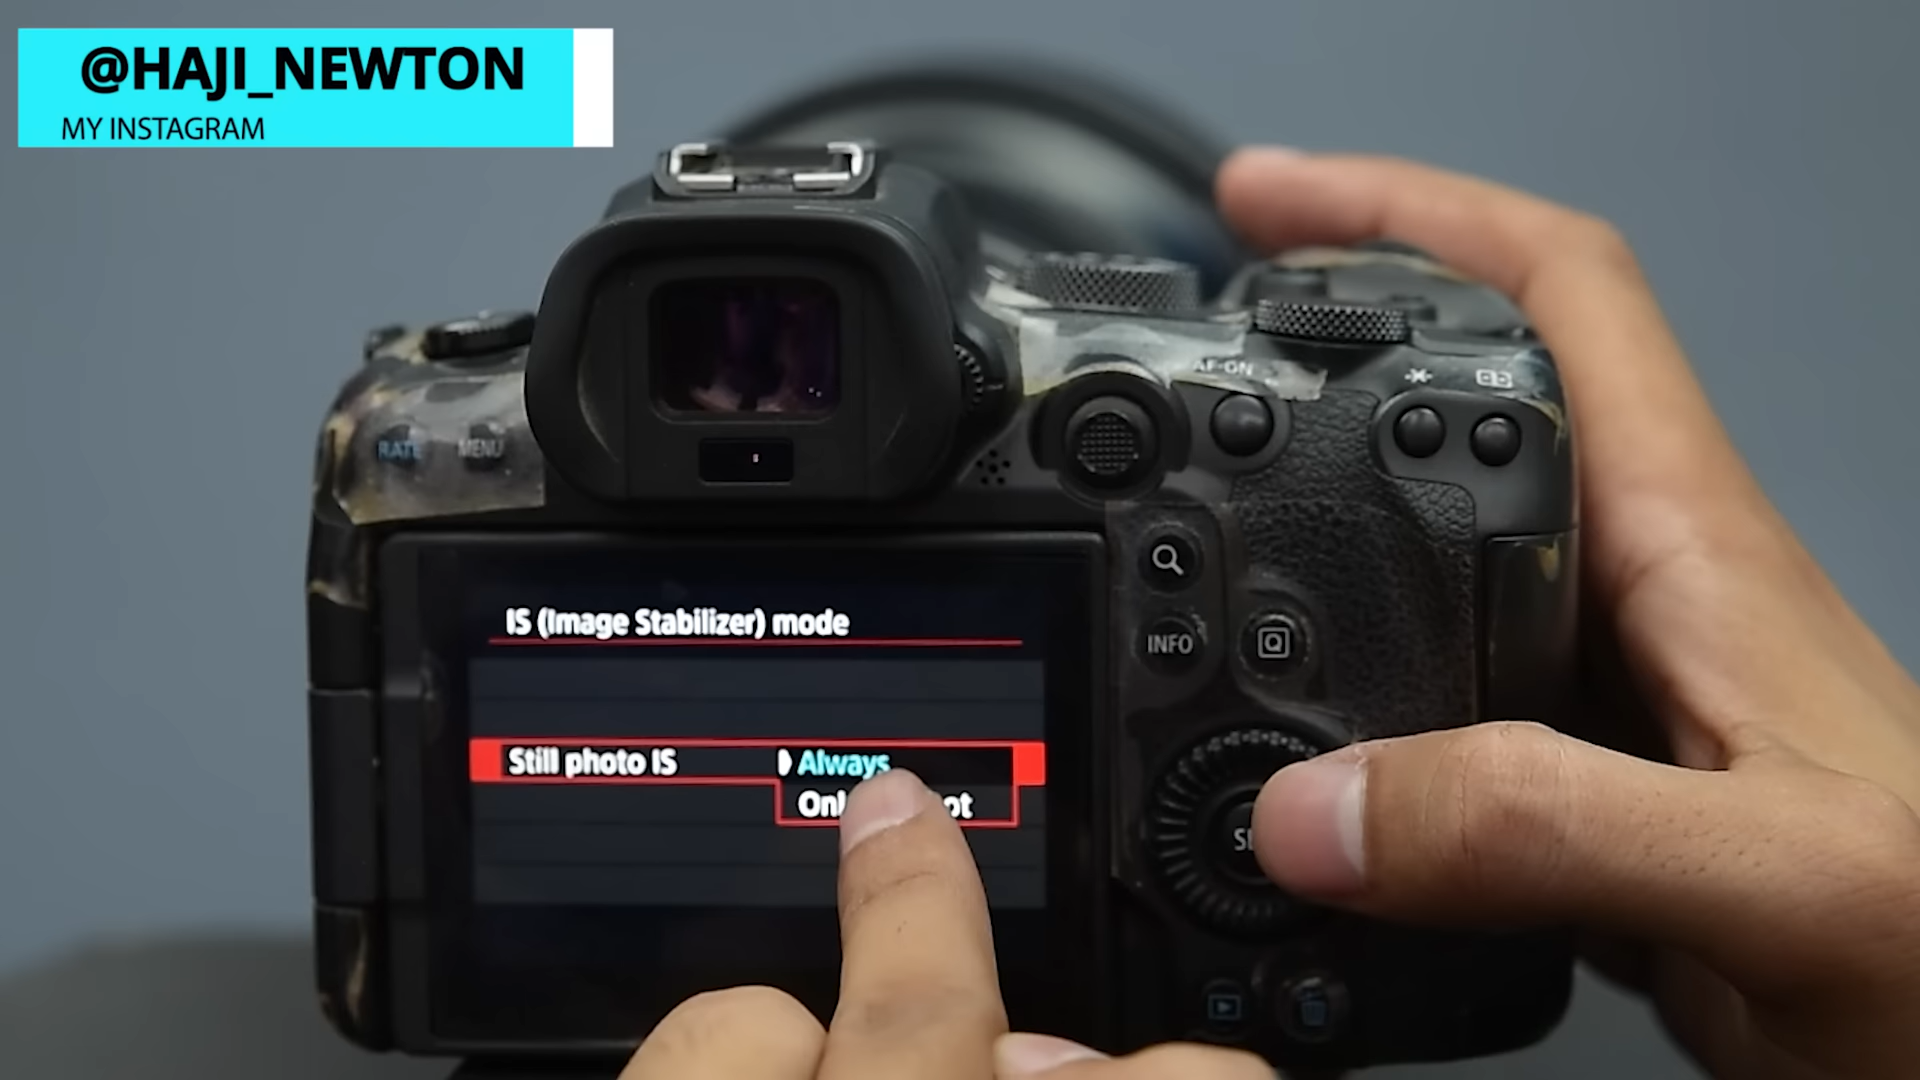 @HAJI_NEWTON
MY INSTAGRAM
AF-ON
RATE MENU
INFO
Q
IS (Image Stabilizer) mode
Still photo IS Always